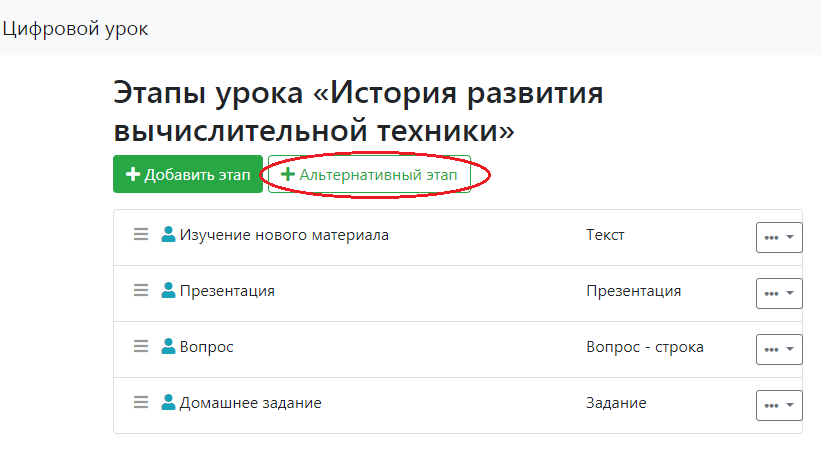 Цифровой урок
Этапы урока «История развития
вычислительной техники»
+ Добавить этап + Альтернативный этап
Изучение нового материала Текст
Презентация Презентация
Вопрос Вопрос - строка
Домашнее задание Задание